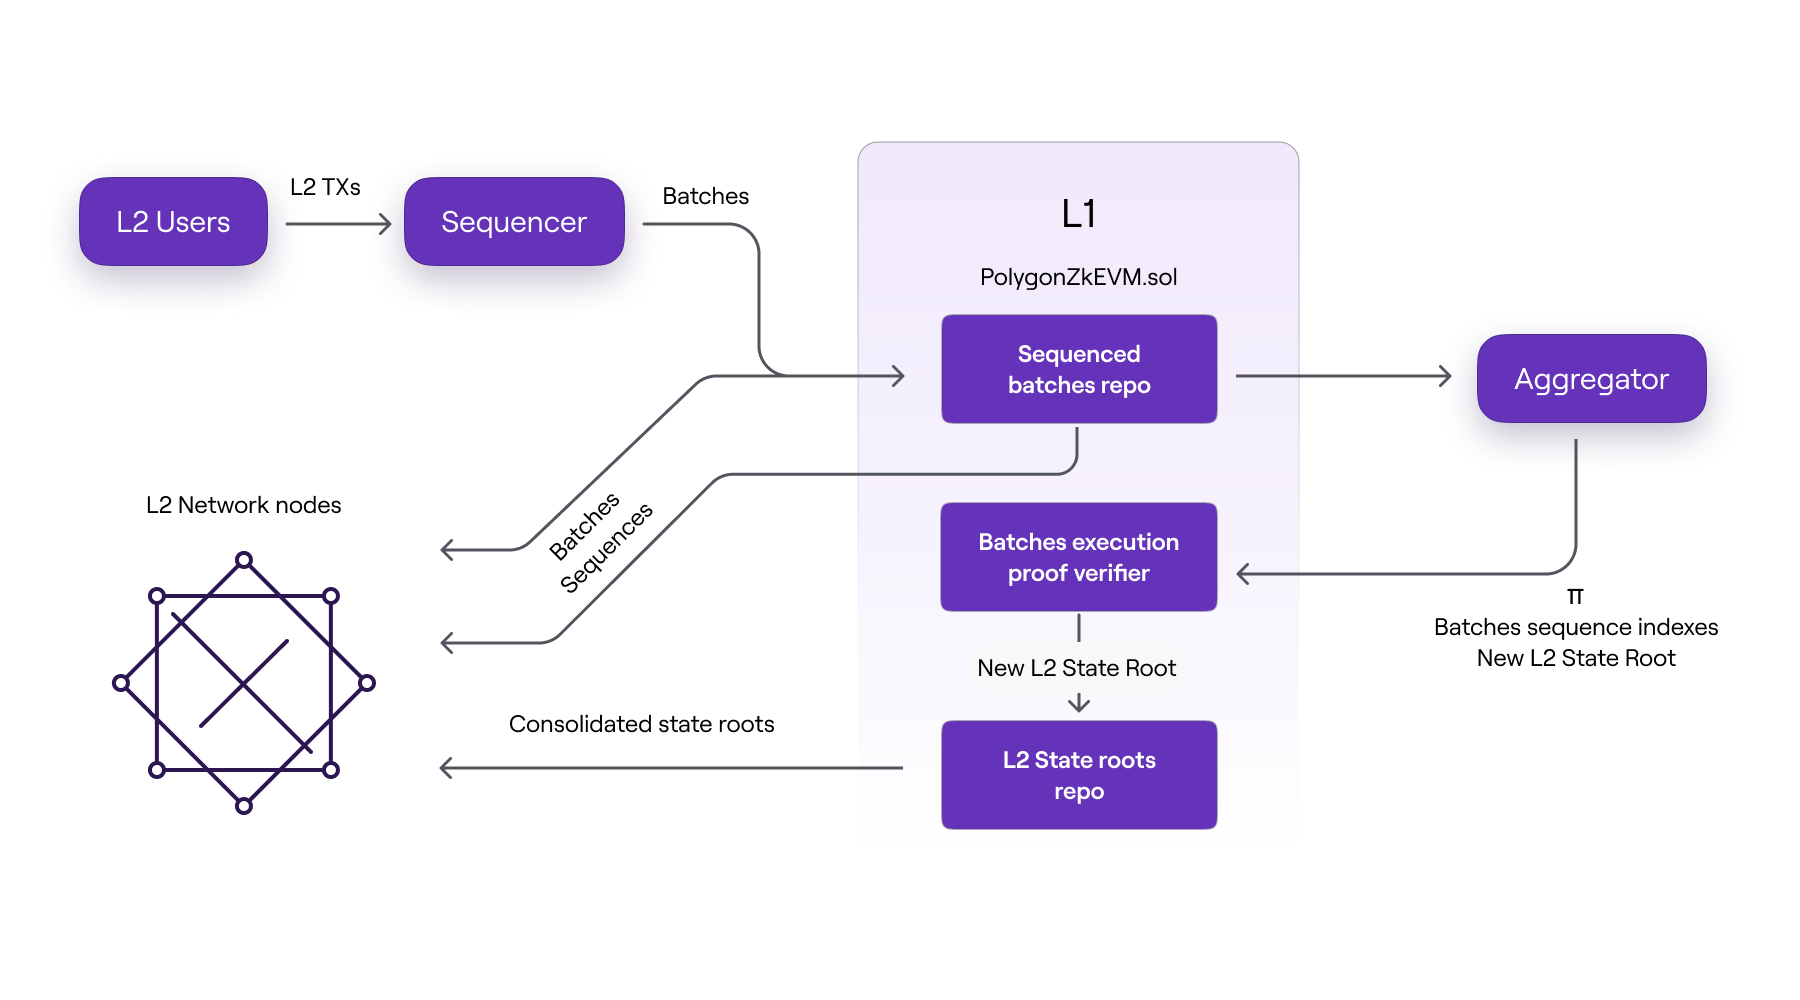 L2 Users
L2 TXs
Sequencer
Batches
L1
PolygonZkEVM.sol
Sequenced
batches repo
Aggregator
Batches
Sequences
L2 Network nodes
Batches execution
proof verifier
π
Batches sequence indexes
New L2 State Root
New L2 State Root
Consolidated state roots
L2 State roots
repo